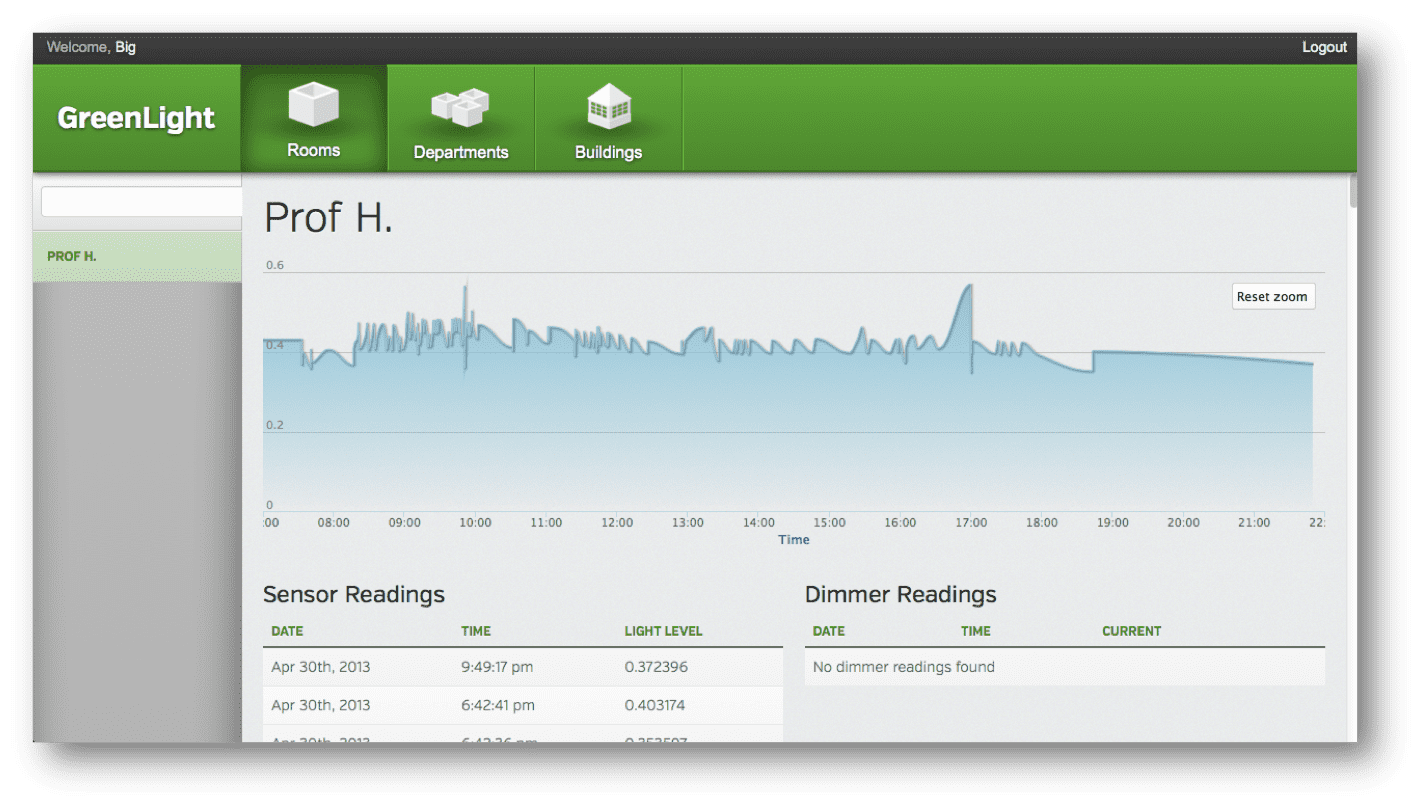 Welcome, Big
Logout
GreenLight
Rooms
Departments
Buildings
PROF H.
Prof H.
0.6
Reset zoom
0.4
0.2
0
:00 08:00 09:00 10:00 11:00 12:00 13:00 14:00 15:00 16:00 17:00 18:00 19:00 20:00 21:00 22:
Time
Sensor Readings
DATE TIME LIGHT LEVEL
Apr 30th, 2013 9:49:17 pm 0.372396
Apr 30th, 2013 6:42:41 pm 0.403174
Apr 30th, 2013
Dimmer Readings
DATE TIME CURRENT
No dimmer readings found